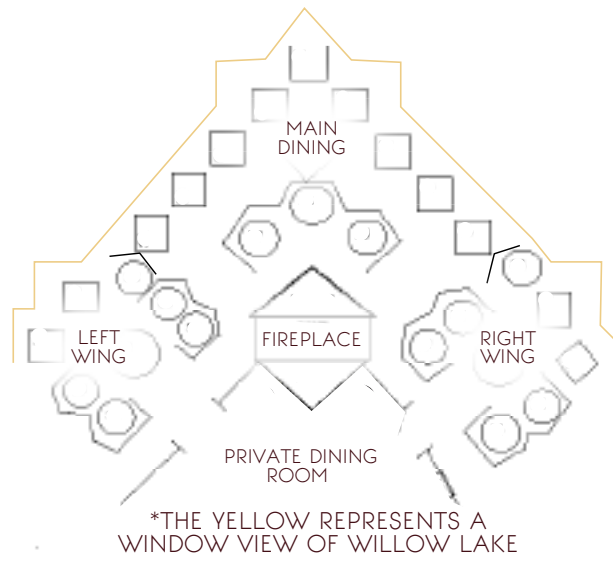 MAIN
DINING
LEFT
WING
FIREPLACE
RIGHT
WING
PRIVATE DINING
ROOM
*THE YELLOW REPRESENTS A
WINDOW VIEW OF WILLOW LAKE